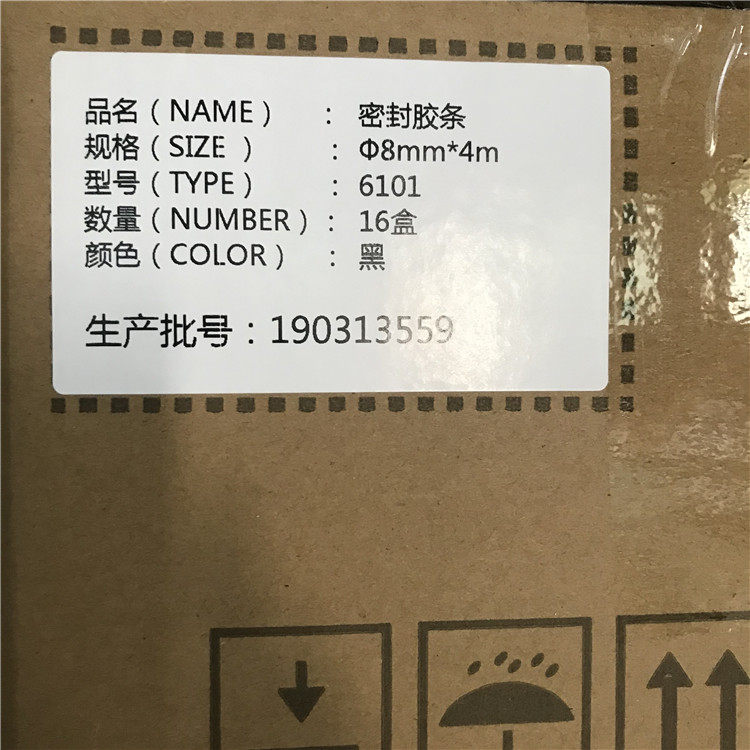 品名(NAME) : 密封胶条
规格(SIZE ) : Φ8mm*4m
型号(TYPE) : 6101
数量(NUMBER) : 16盒
颜色(COLOR) : 黑
生产批号:190313559